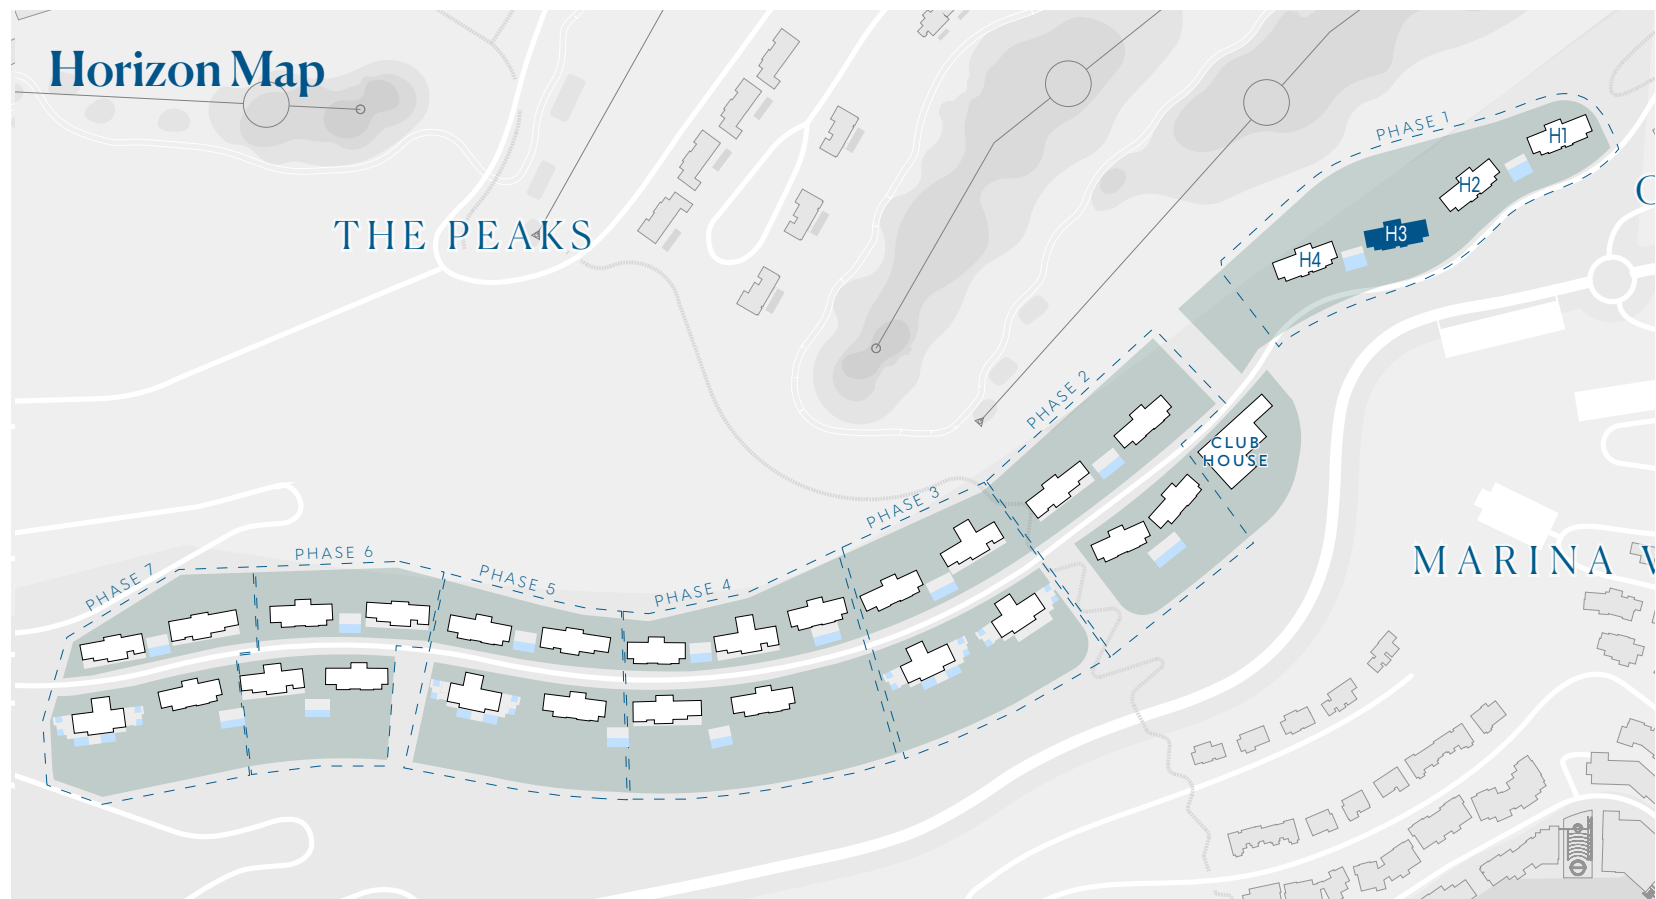 Horizon Map
PHASE 1
H1
H2
THE PEAKS
H3
H4
PHASE 2
CLUB
HOUSE
PHASE 3
PHASE 6
MARINA
PHASE 7
PHASE 5
PHASE 4